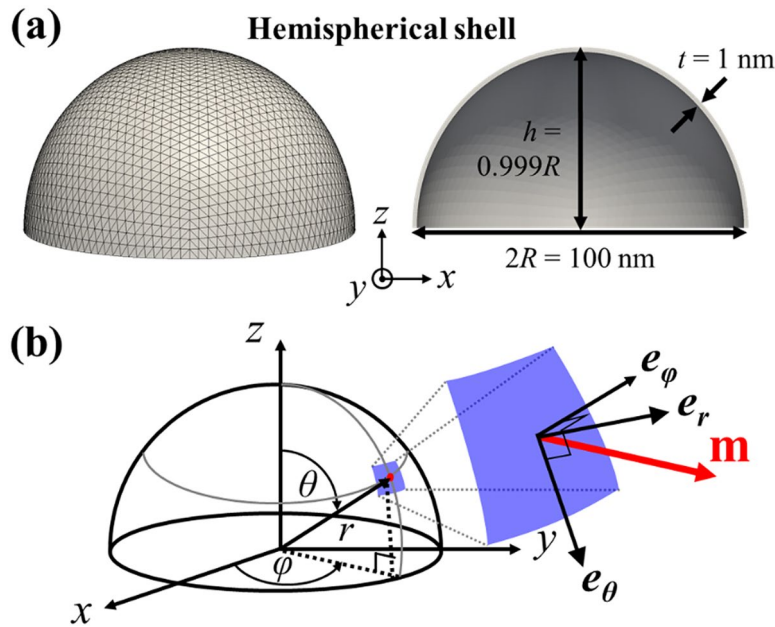 (a)
Hemispherical shell
t = 1 nm
h =
0.999R
2R = 100 nm
z
y
x
(b)
z
θ
r
φ
x
y
e_φ
e_r
m
e_θ